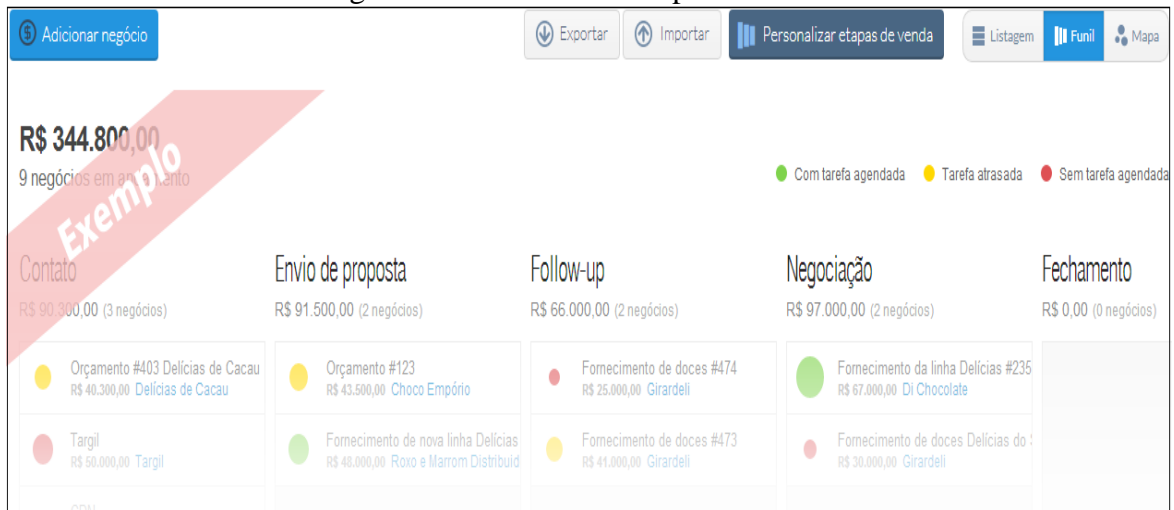 Adicionar negócio
Exportar
Importar
Personalizar etapas de venda
Listagem
Funil
Mapa
R$ 344.800,00
9 negócios em andamento
Exemplo
Com tarefa agendada
Tarefa atrasada
Sem tarefa agendada
Contato
R$ 90.300,00 (3 negócios)
Envio de proposta
R$ 91.500,00 (2 negócios)
Follow-up
R$ 66.000,00 (2 negócios)
Negociação
R$ 97.000,00 (2 negócios)
Fechamento
R$ 0,00 (0 negócios)
Orçamento #403 Delícias de Cacau
R$ 40.300,00 Delícias de Cacau
Targil
R$ 50.000,00 Targil
Orçamento #123
R$ 43.500,00 Choco Empório
Fornecimento de nova linha Delícias
R$ 48.000,00 Roxo e Marrom Distribuid
Fornecimento de doces #474
R$ 25.000,00 Girardeli
Fornecimento de doces #473
R$ 41.000,00 Girardeli
Fornecimento da linha Delícias #235
R$ 67.000,00 Di Chocolate
Fornecimento de doces Delícias do
R$ 30.000,00 Girardeli